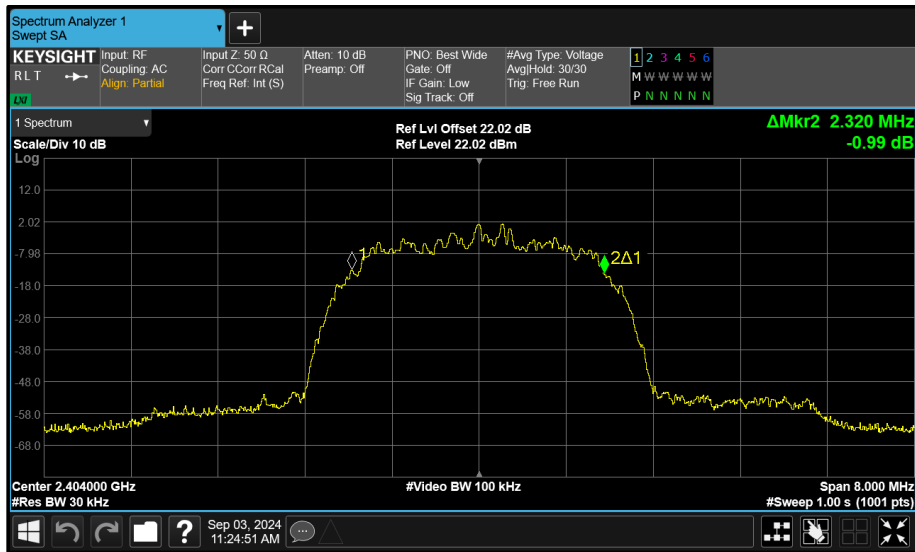 Spectrum Analyzer 1
Swept SA
+
KEYSIGHT
R L T
LXI
Input: RF
Coupling: AC
Align: Partial
Input Z: 50 Ω
Corr CCorr RCal
Freq Ref: Int (S)
Atten: 10 dB
Preamp: Off
PNO: Best Wide
Gate: Off
IF Gain: Low
Sig Track: Off
#Avg Type: Voltage
Avg|Hold: 30/30
Trig: Free Run
1 2 3 4 5 6
M W W W W W
P N N N N N
1 Spectrum
Scale/Div 10 dB
Ref Lvl Offset 22.02 dB
Ref Level 22.02 dBm
ΔMkr2 2.320 MHz
-0.99 dB
Log
12.0
2.02
-7.98
-18.0
-28.0
-38.0
-48.0
-58.0
-68.0
1
2Δ1
Center 2.404000 GHz
#Video BW 100 kHz
Span 8.000 MHz
#Res BW 30 kHz
#Sweep 1.00 s (1001 pts)
?
Sep 03, 2024
11:24:51 AM